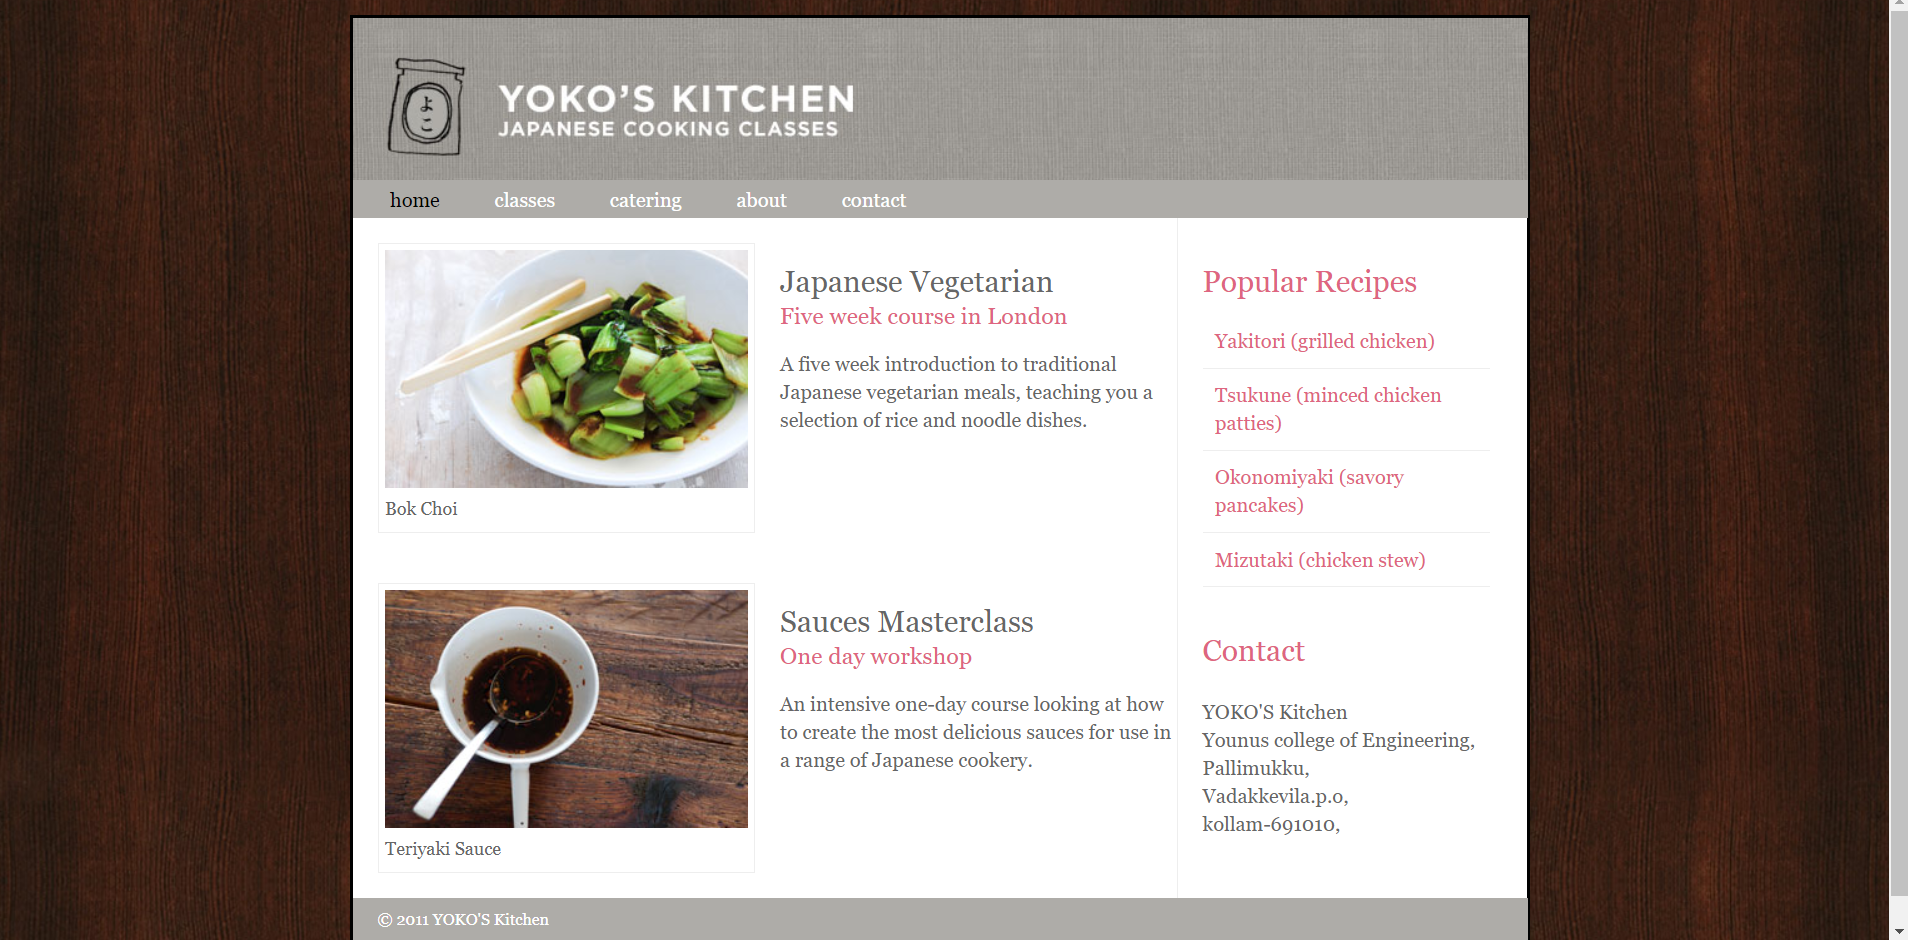 よこ
YOKO'S KITCHEN
JAPANESE COOKING CLASSES
home classes catering about contact
Japanese Vegetarian
Five week course in London
A five week introduction to traditional
Japanese vegetarian meals, teaching you a
selection of rice and noodle dishes.
Bok Choi
Sauces Masterclass
One day workshop
An intensive one-day course looking at how
to create the most delicious sauces for use in
a range of Japanese cookery.
Teriyaki Sauce
Popular Recipes
Yakitori (grilled chicken)
Tsukune (minced chicken
patties)
Okonomiyaki (savory
pancakes)
Mizutaki (chicken stew)
Contact
YOKO'S Kitchen
Younus college of Engineering,
Pallimukku,
Vadakkevila.p.o,
kollam-691010,
© 2011 YOKO'S Kitchen